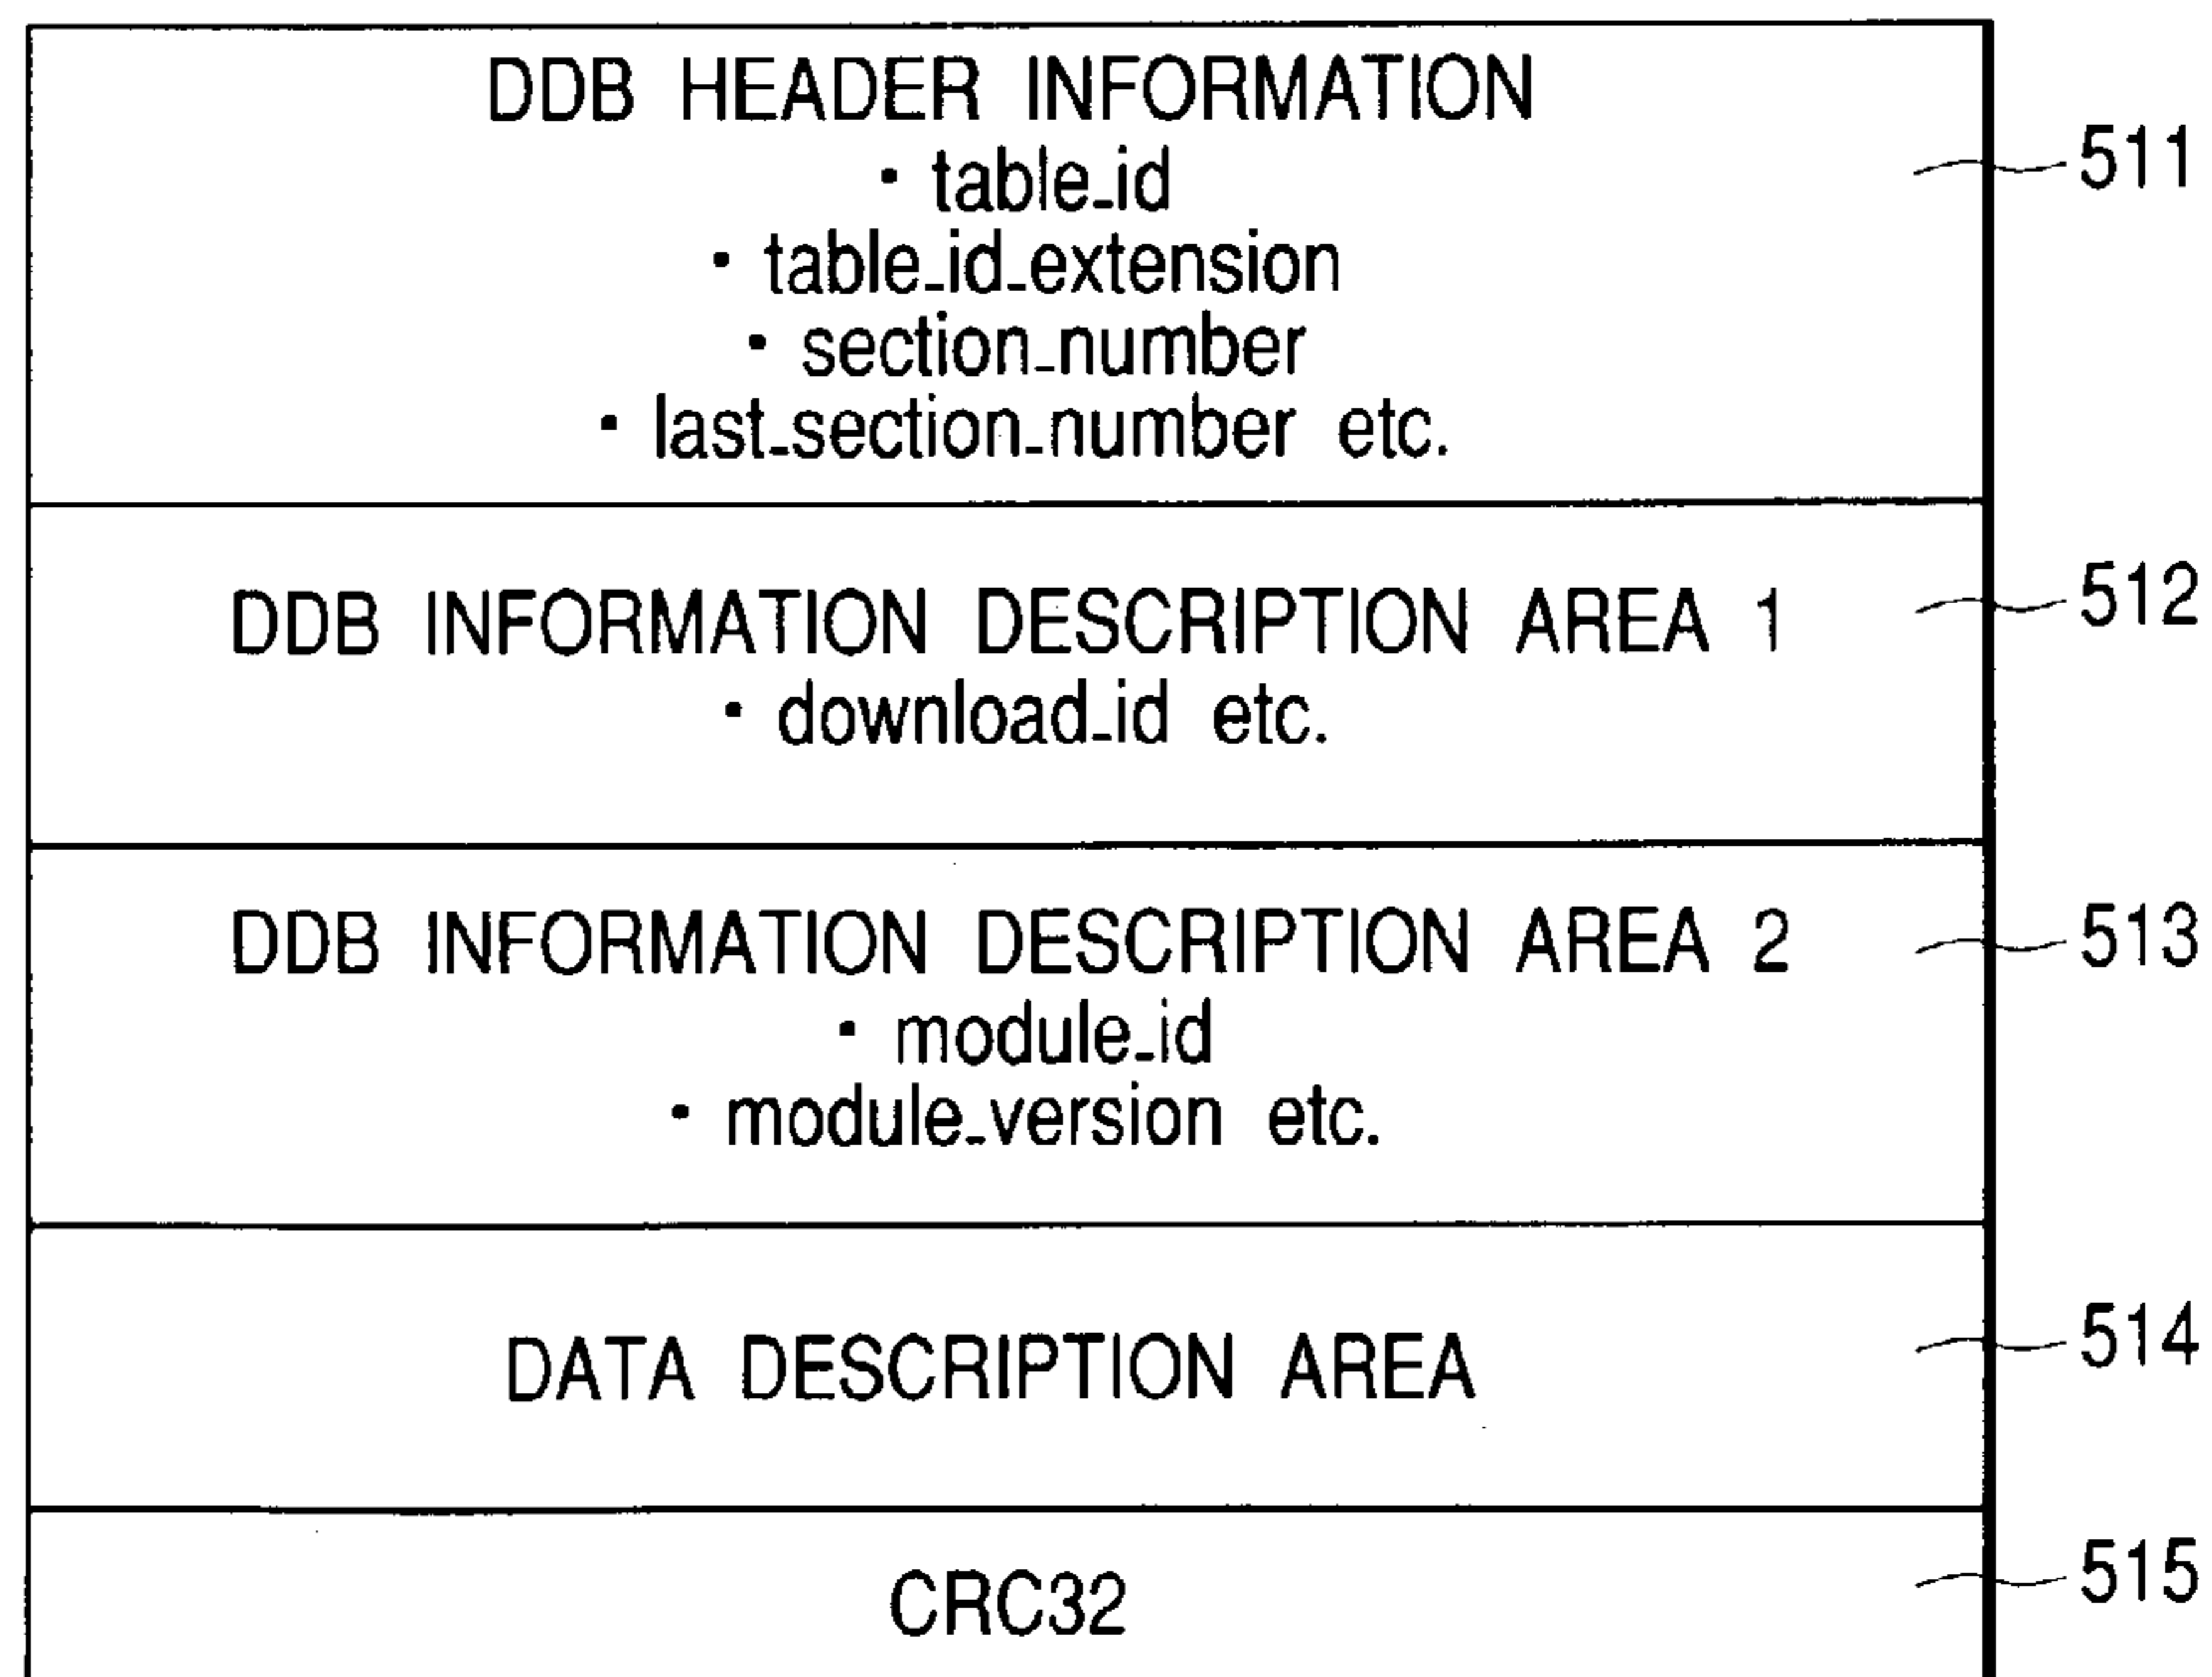 DDB HEADER INFORMATION
・table_id
・table_id_extension
・section_number
・last_section_number etc.
511
DDB INFORMATION DESCRIPTION AREA 1
・download_id etc.
512
DDB INFORMATION DESCRIPTION AREA 2
・module_id
・module_version etc.
513
DATA DESCRIPTION AREA
514
CRC32
515